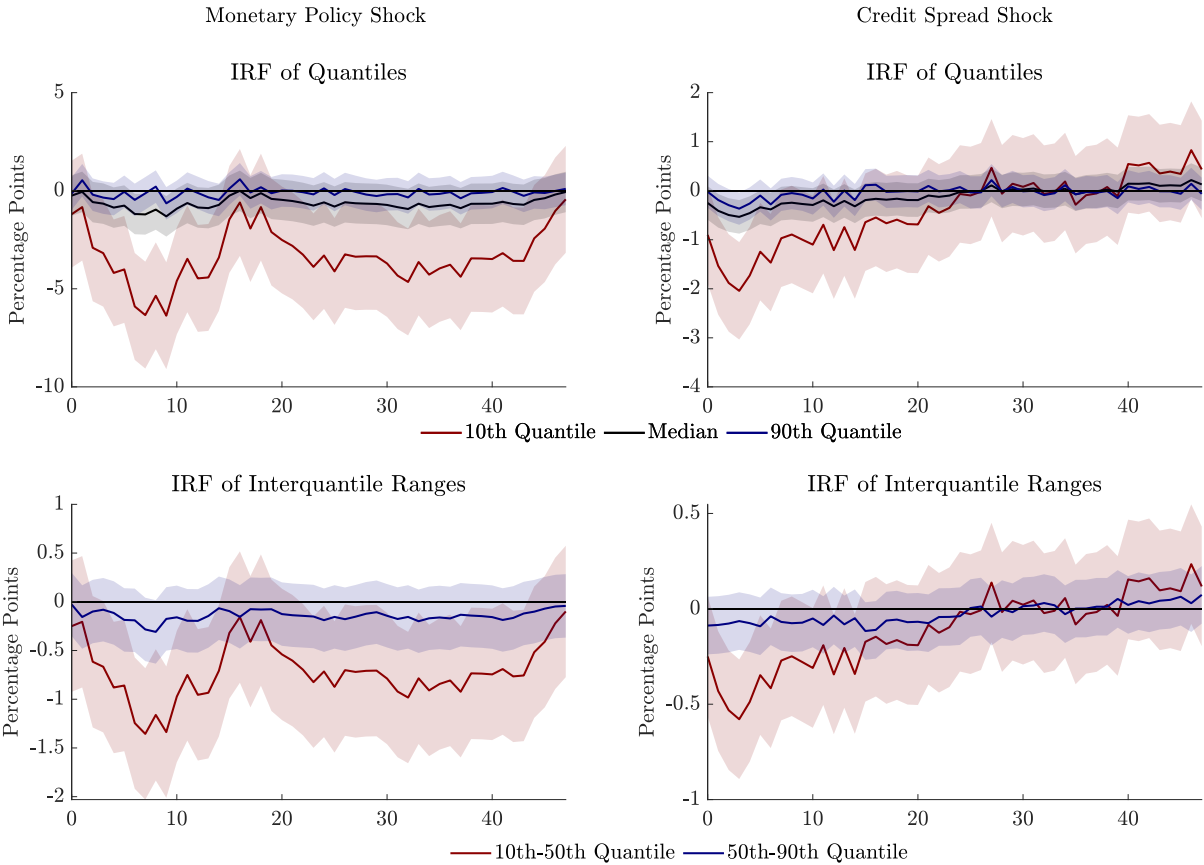 Monetary Policy Shock
Credit Spread Shock
IRF of Quantiles
IRF of Quantiles
Percentage Points
5
0
-5
-10
0 10 20 30 40
Percentage Points
2
1
0
-1
-2
-3
-4
0 10 20 30 40
10th Quantile Median 90th Quantile
IRF of Interquantile Ranges
IRF of Interquantile Ranges
Percentage Points
1
0.5
0
-0.5
-1
-1.5
-2
0 10 20 30 40
Percentage Points
0.5
0
-0.5
-1
0 10 20 30 40
10th-50th Quantile 50th-90th Quantile